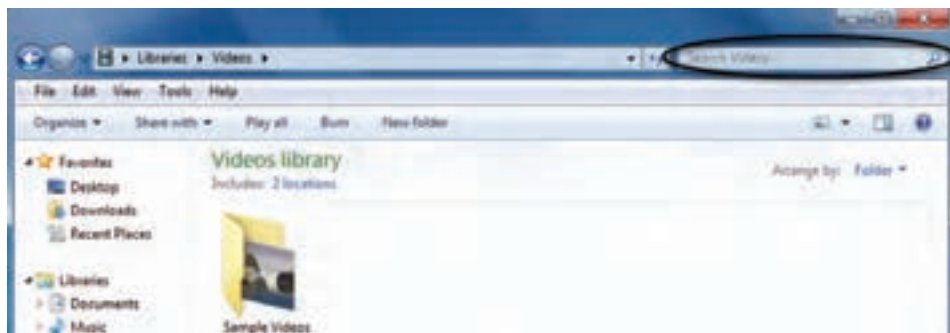 Libraries ▸ Videos ▸ Search Videos
File Edit View Tools Help
Organize ▾ Share with ▾ Play all Burn New folder
Favorites
Desktop
Downloads
Recent Places
Libraries
Documents
Music
Videos library
Includes: 2 locations
Arrange by: Folder ▾
Sample Videos